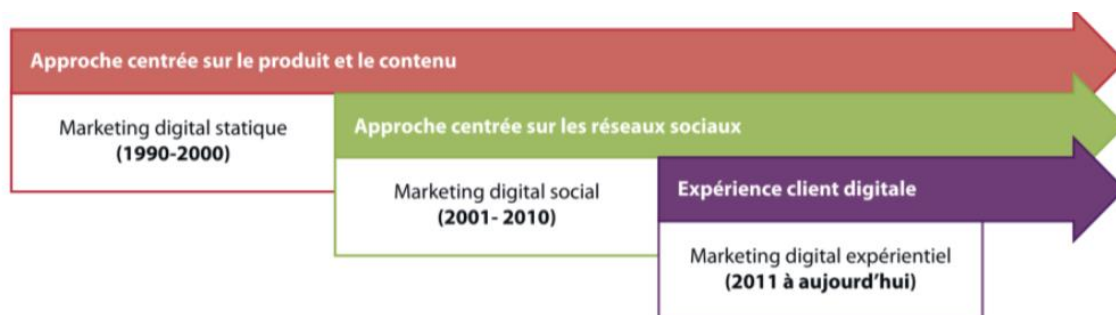 Approche centrée sur le produit et le contenu
Marketing digital statique
(1990-2000)
Approche centrée sur les réseaux sociaux
Marketing digital social
(2001- 2010)
Expérience client digitale
Marketing digital expérientiel
(2011 à aujourd’hui)